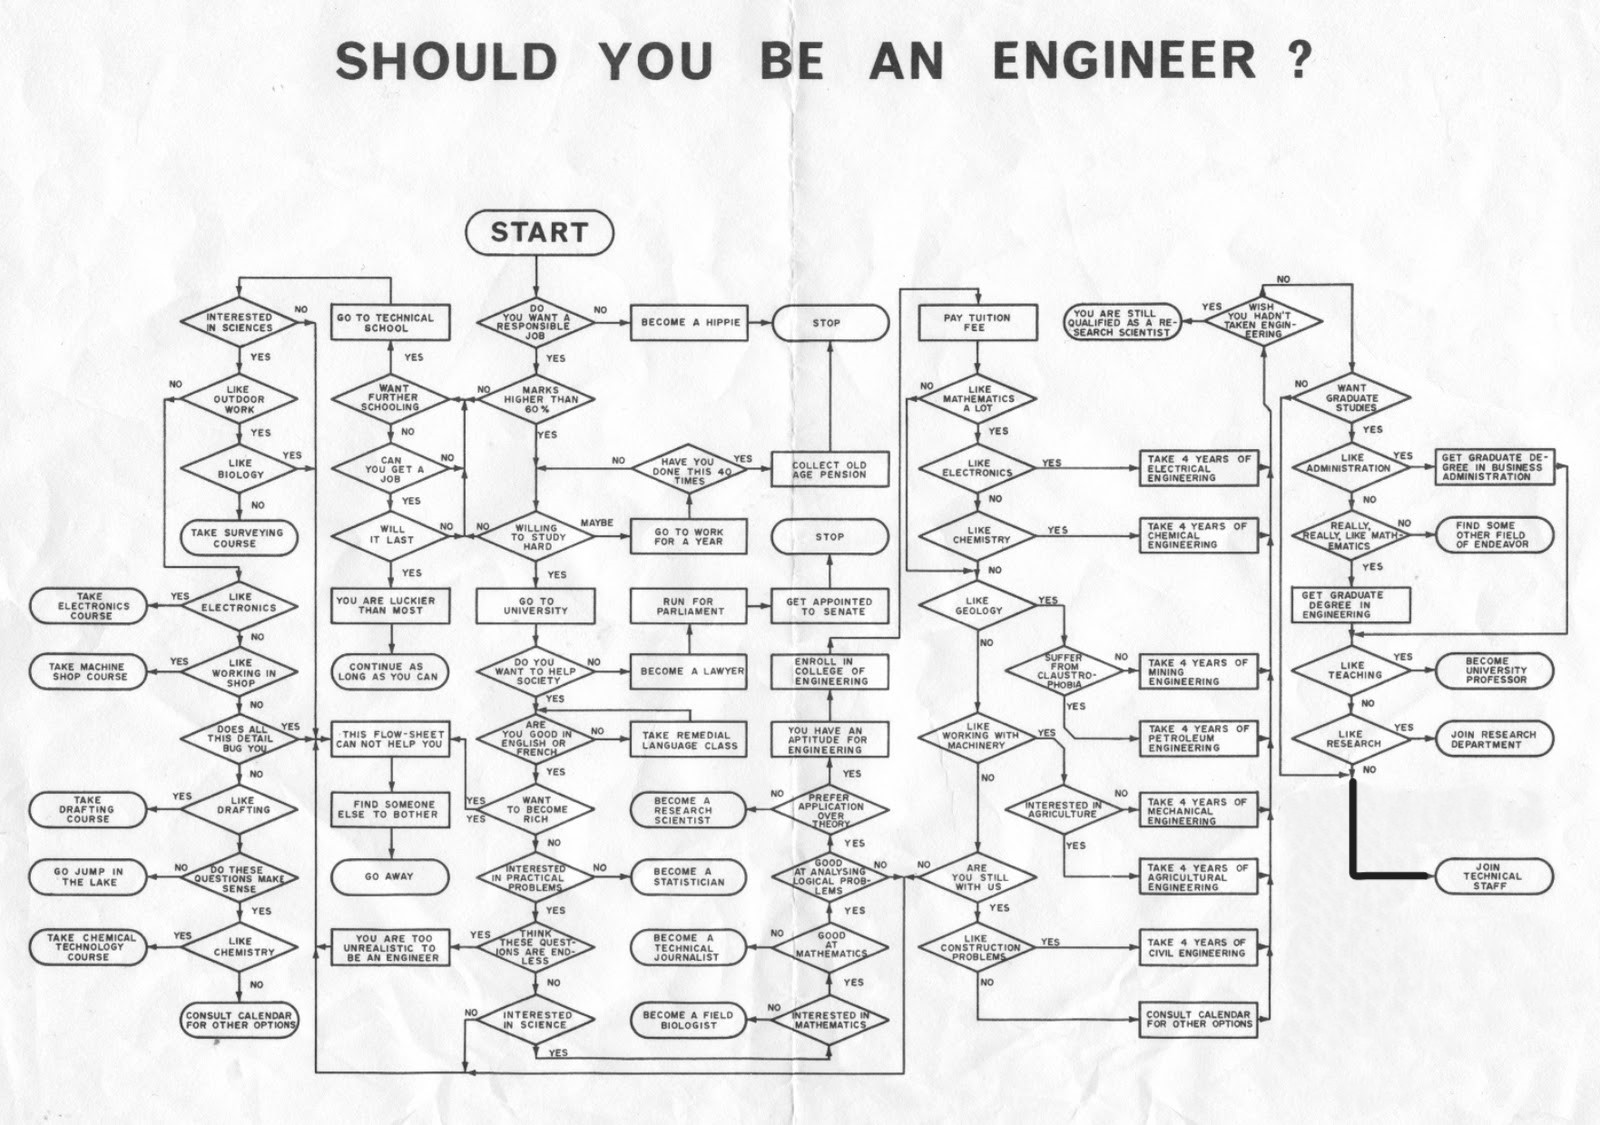 SHOULD YOU BE AN ENGINEER ?
START
DO
YOU WANT A
RESPONSIBLE
JOB
NO
BECOME A HIPPIE
STOP
YES
MARKS
HIGHER THAN
60%
NO
YES
HAVE YOU
DONE THIS 40
TIMES
NO
YES
COLLECT OLD
AGE PENSION
WILLING
TO STUDY
HARD
NO
MAYBE
GO TO WORK
FOR A YEAR
STOP
YES
GO TO
UNIVERSITY
RUN FOR
PARLIAMENT
GET APPOINTED
TO SENATE
DO YOU
WANT TO HELP
SOCIETY
NO
BECOME A LAWYER
YES
ARE
YOU GOOD IN
ENGLISH OR
FRENCH
NO
TAKE REMEDIAL
LANGUAGE CLASS
YES
WANT
TO BECOME
RICH
YES
YES
NO
INTERESTED
IN PRACTICAL
PROBLEMS
NO
BECOME A
STATISTICIAN
YES
THINK
THESE QUEST-
IONS ARE END-
LESS
YES
NO
INTERESTED
IN SCIENCE
NO
YES
WANT
FURTHER
SCHOOLING
YES
GO TO TECHNICAL
SCHOOL
NO
CAN
YOU GET A
JOB
NO
YES
WILL
IT LAST
NO
YES
YOU ARE LUCKIER
THAN MOST
CONTINUE AS
LONG AS YOU CAN
THIS FLOW-SHEET
CAN NOT HELP YOU
FIND SOMEONE
ELSE TO BOTHER
GO AWAY
YOU ARE TOO
UNREALISTIC TO
BE AN ENGINEER
INTERESTED
IN SCIENCES
NO
YES
LIKE
OUTDOOR
WORK
NO
YES
LIKE
BIOLOGY
YES
NO
TAKE SURVEYING
COURSE
LIKE
ELECTRONICS
YES
TAKE
ELECTRONICS
COURSE
NO
LIKE
WORKING IN
SHOP
YES
TAKE MACHINE
SHOP COURSE
NO
DOES ALL
THIS DETAIL
BUG YOU
YES
NO
LIKE
DRAFTING
YES
TAKE
DRAFTING
COURSE
NO
DO THESE
QUESTIONS MAKE
SENSE
NO
GO JUMP IN
THE LAKE
YES
LIKE
CHEMISTRY
YES
TAKE CHEMICAL
TECHNOLOGY
COURSE
NO
CONSULT CALENDAR
FOR OTHER OPTIONS
INTERESTED IN
MATHEMATICS
NO
BECOME A FIELD
BIOLOGIST
YES
GOOD
AT
MATHEMATICS
NO
BECOME A
TECHNICAL
JOURNALIST
YES
GOOD
AT ANALYSING
LOGICAL PROB-
LEMS
NO
YES
PREFER
APPLICATION
OVER
THEORY
NO
BECOME A
RESEARCH
SCIENTIST
YES
YOU HAVE AN
APTITUDE FOR
ENGINEERING
ENROLL IN
COLLEGE OF
ENGINEERING
PAY TUITION
FEE
LIKE
MATHEMATICS
A LOT
NO
YES
LIKE
ELECTRONICS
YES
TAKE 4 YEARS OF
ELECTRICAL
ENGINEERING
NO
LIKE
CHEMISTRY
YES
TAKE 4 YEARS OF
CHEMICAL
ENGINEERING
NO
LIKE
GEOLOGY
YES
NO
SUFFER
FROM
CLAUSTRO-
PHOBIA
NO
TAKE 4 YEARS OF
MINING
ENGINEERING
YES
TAKE 4 YEARS OF
PETROLEUM
ENGINEERING
LIKE
WORKING WITH
MACHINERY
YES
NO
INTERESTED IN
AGRICULTURE
NO
TAKE 4 YEARS OF
MECHANICAL
ENGINEERING
YES
TAKE 4 YEARS OF
AGRICULTURAL
ENGINEERING
ARE
YOU STILL
WITH US
NO
YES
LIKE
CONSTRUCTION
PROBLEMS
YES
TAKE 4 YEARS OF
CIVIL ENGINEERING
NO
CONSULT CALENDAR
FOR OTHER OPTIONS
WISH
YOU HADN'T
TAKEN ENGIN-
EERING
YES
YOU ARE STILL
QUALIFIED AS A RE-
SEARCH SCIENTIST
NO
WANT
GRADUATE
STUDIES
NO
YES
LIKE
ADMINISTRATION
YES
GET GRADUATE DE-
GREE IN BUSINESS
ADMINISTRATION
NO
REALLY,
REALLY, LIKE MATH-
EMATICS
NO
FIND SOME
OTHER FIELD
OF ENDEAVOR
YES
GET GRADUATE
DEGREE IN
ENGINEERING
LIKE
TEACHING
YES
BECOME
UNIVERSITY
PROFESSOR
NO
LIKE
RESEARCH
YES
JOIN RESEARCH
DEPARTMENT
NO
JOIN
TECHNICAL
STAFF